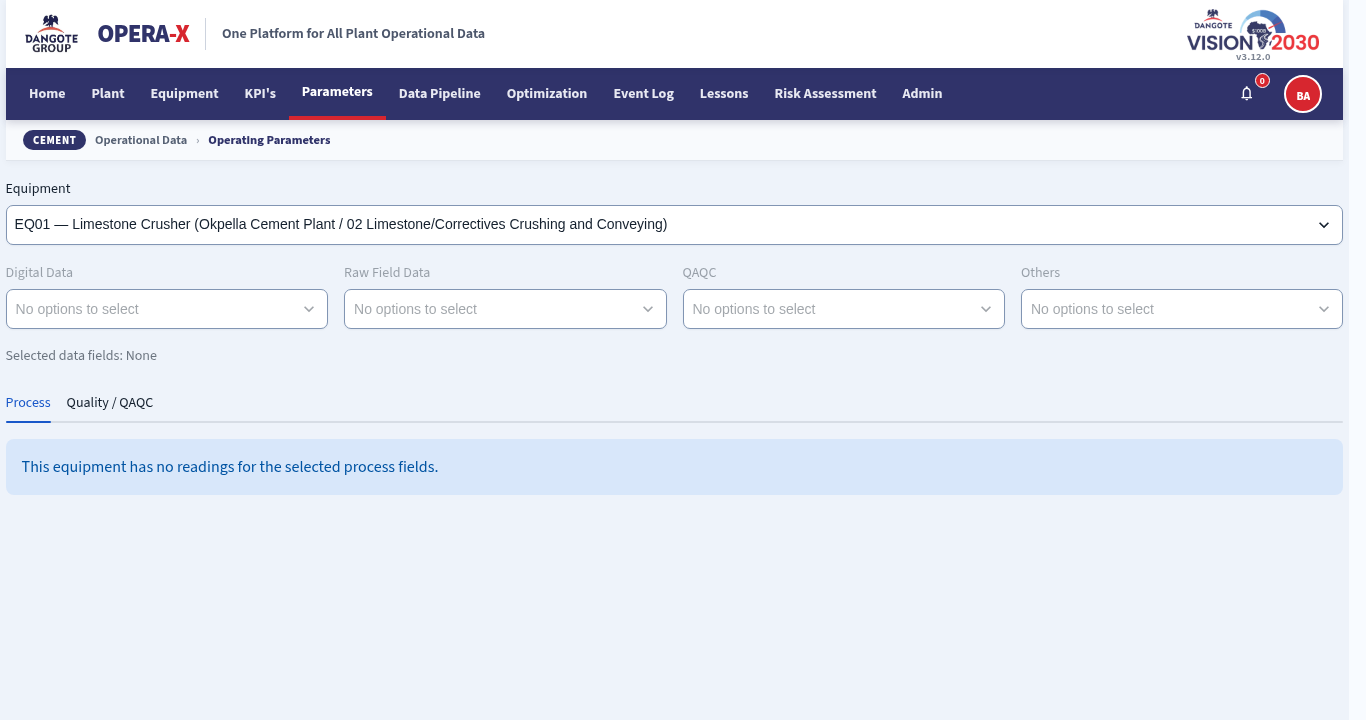 DANGOTE
GROUP
OPERA-X
One Platform for All Plant Operational Data
DANGOTE
VISION 2030
v3.12.0
Home Plant Equipment KPI's Parameters Data Pipeline Optimization Event Log Lessons Risk Assessment Admin
0
BA
CEMENT Operational Data › Operating Parameters
Equipment
EQ01 — Limestone Crusher (Okpella Cement Plant / 02 Limestone/Correctives Crushing and Conveying)
Digital Data Raw Field Data QAQC Others
No options to select No options to select No options to select No options to select
Selected data fields: None
Process Quality / QAQC
This equipment has no readings for the selected process fields.